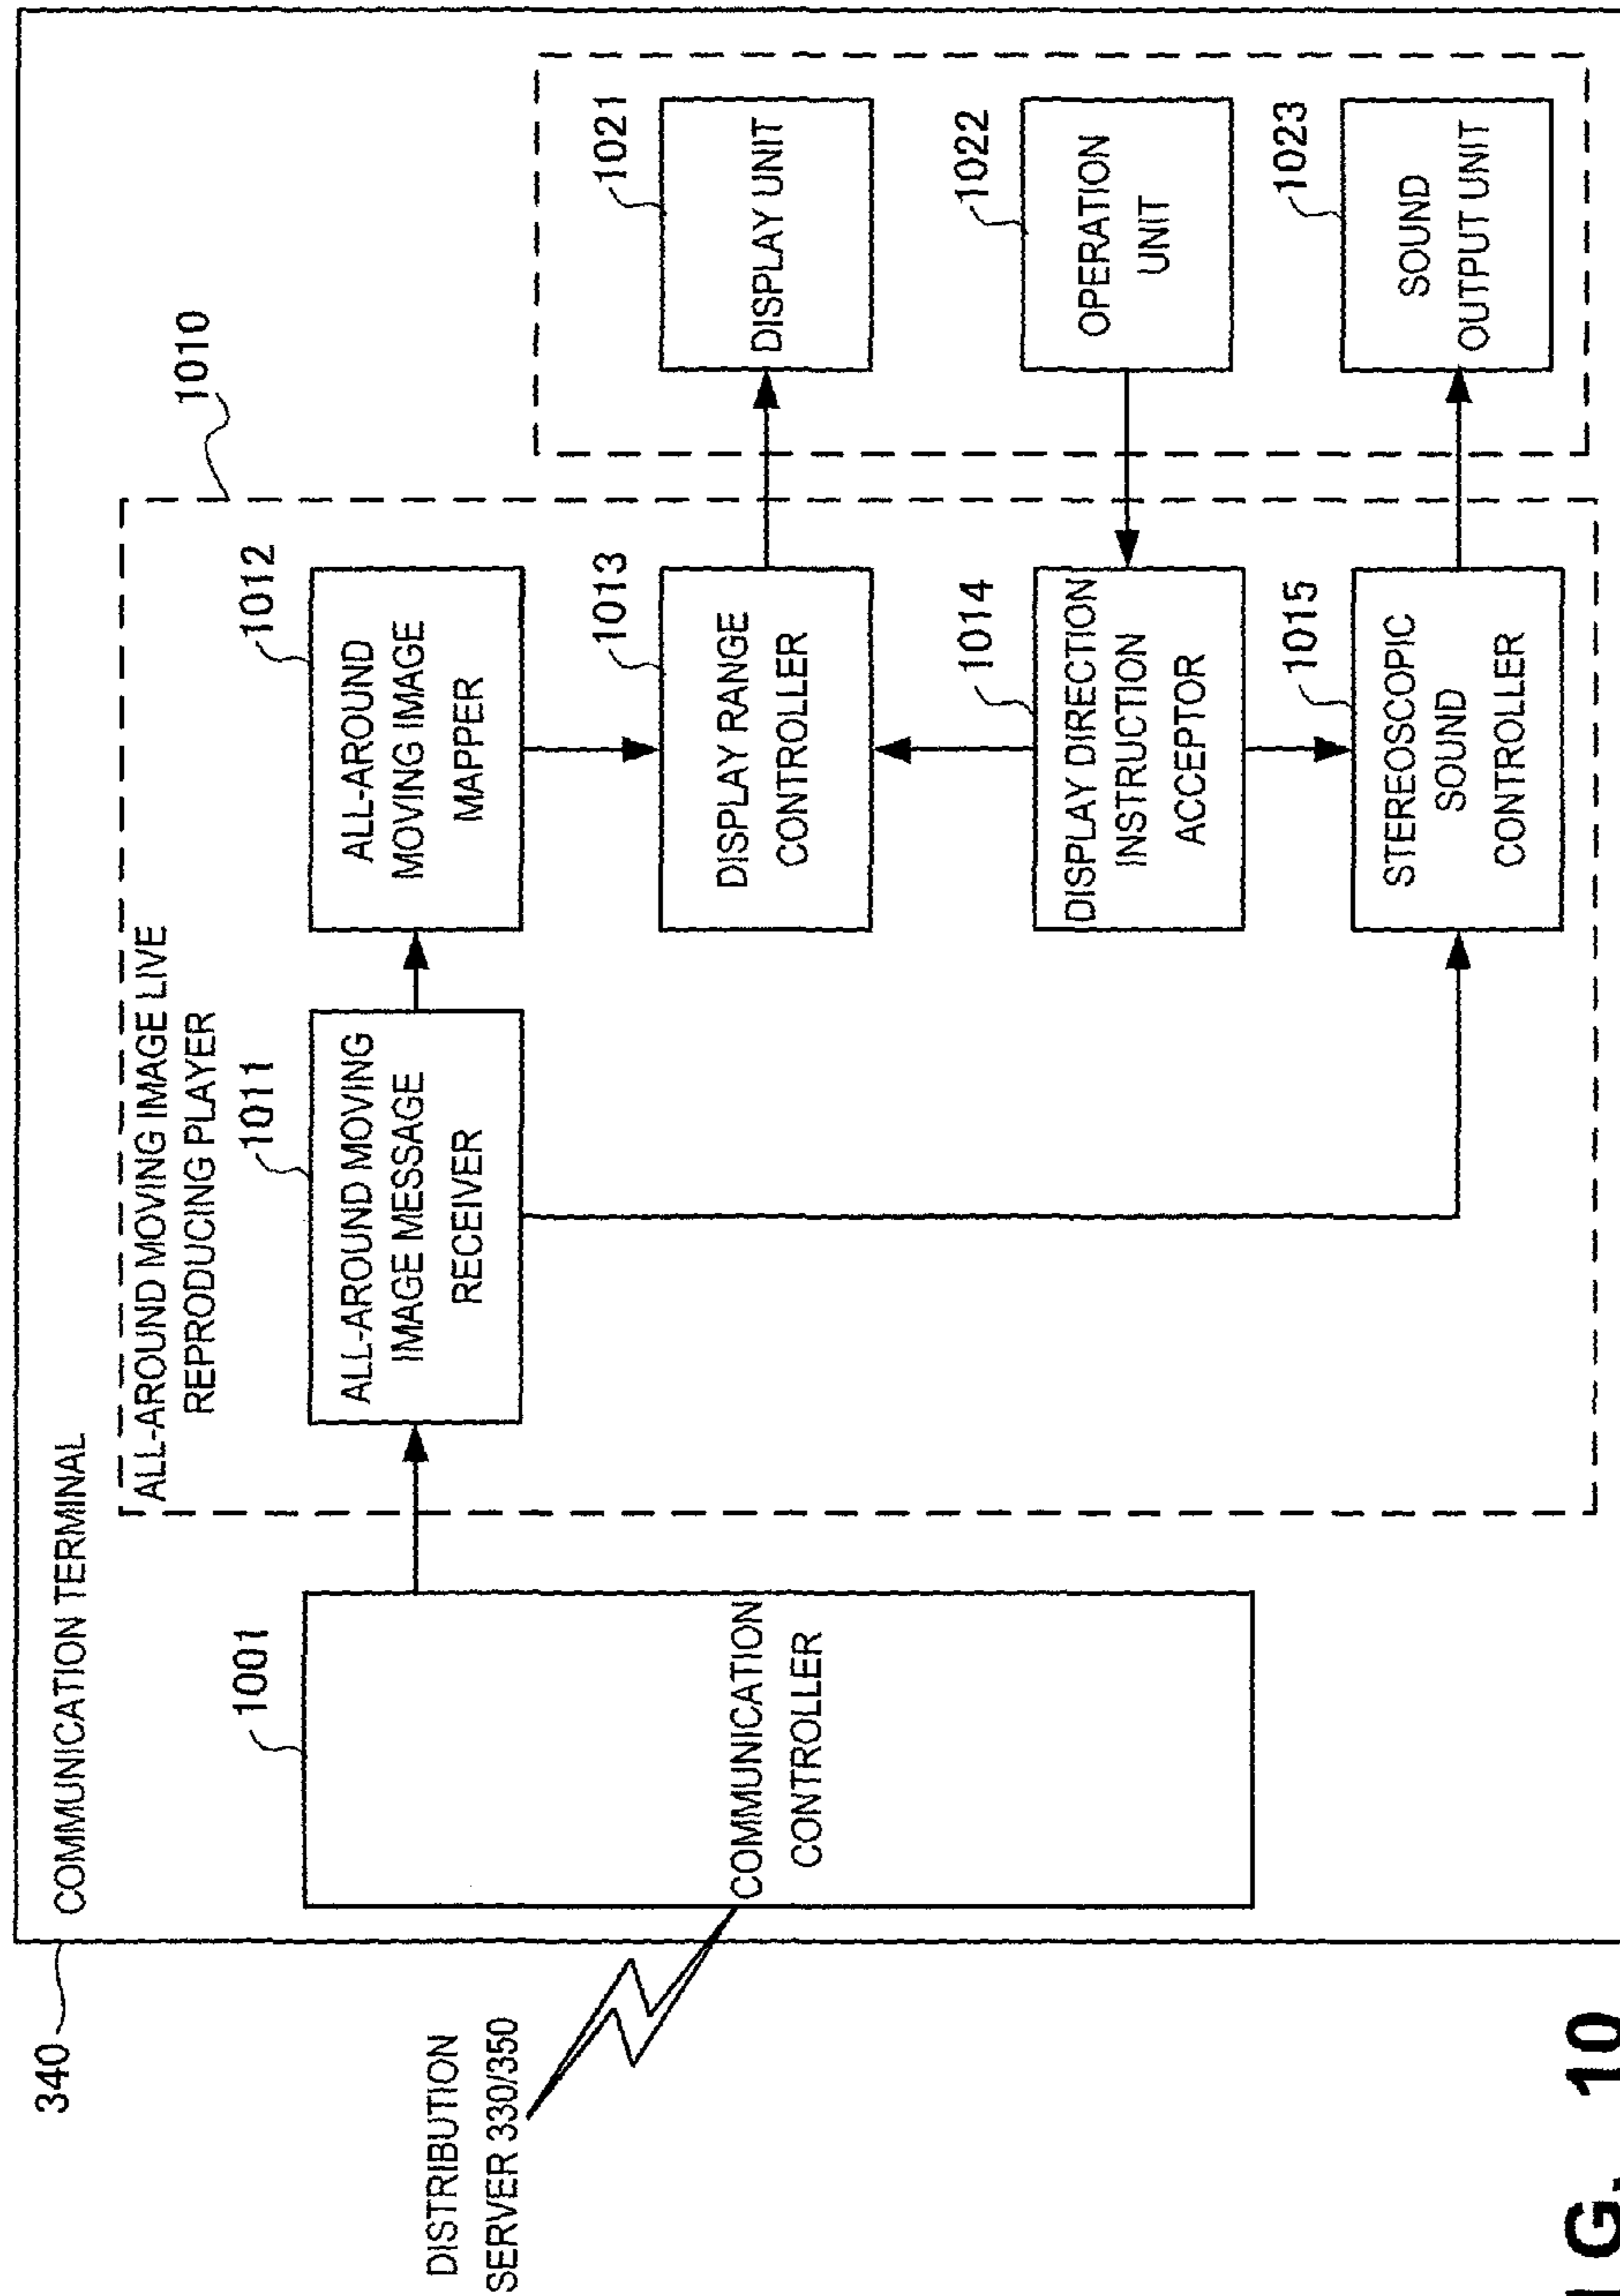 340
COMMUNICATION TERMINAL
DISTRIBUTION
SERVER 330/350
1001
COMMUNICATION
CONTROLLER
1010
ALL-AROUND MOVING IMAGE LIVE
REPRODUCING PLAYER
1011
ALL-AROUND MOVING
IMAGE MESSAGE
RECEIVER
1012
ALL-AROUND
MOVING IMAGE
MAPPER
1013
DISPLAY RANGE
CONTROLLER
1014
DISPLAY DIRECTION
INSTRUCTION
ACCEPTOR
1015
STEREOSCOPIC
SOUND
CONTROLLER
1021
DISPLAY UNIT
1022
OPERATION
UNIT
1023
SOUND
OUTPUT UNIT
IG. 10